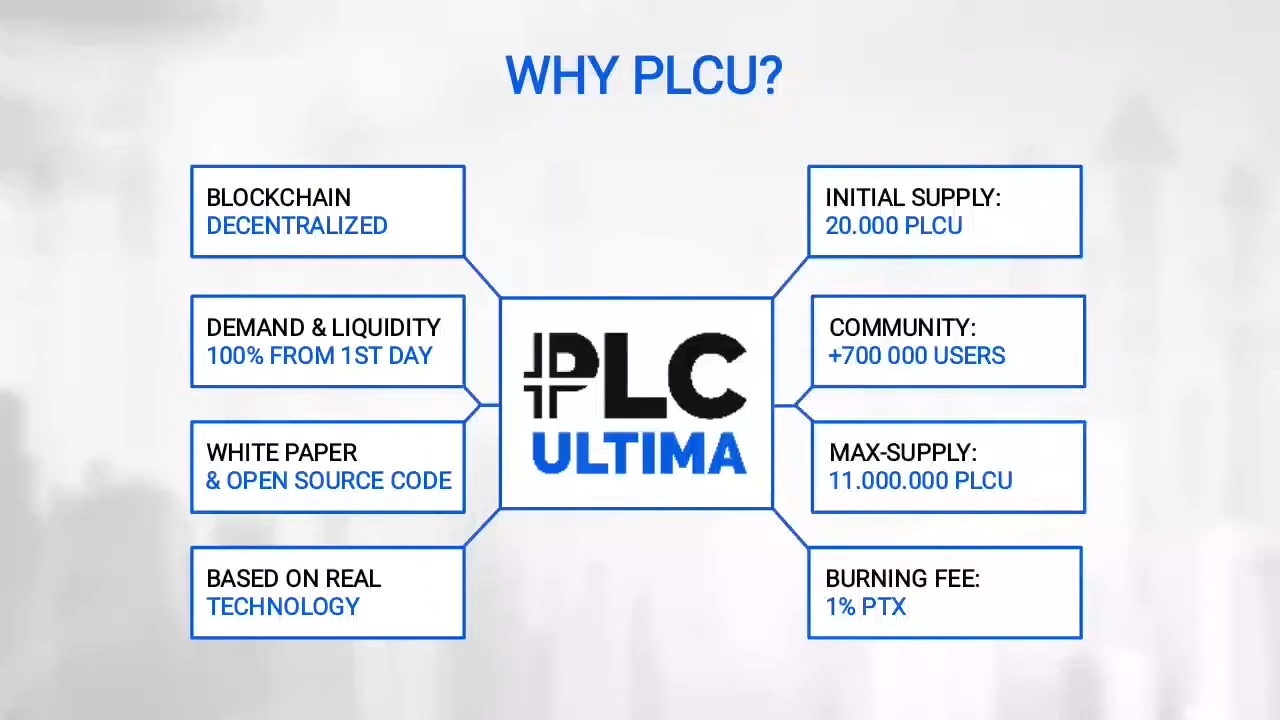 WHY PLCU?
BLOCKCHAIN
DECENTRALIZED
DEMAND & LIQUIDITY
100% FROM 1ST DAY
WHITE PAPER
& OPEN SOURCE CODE
BASED ON REAL
TECHNOLOGY
PLC
ULTIMA
INITIAL SUPPLY:
20.000 PLCU
COMMUNITY:
+700 000 USERS
MAX-SUPPLY:
11.000.000 PLCU
BURNING FEE:
1% PTX